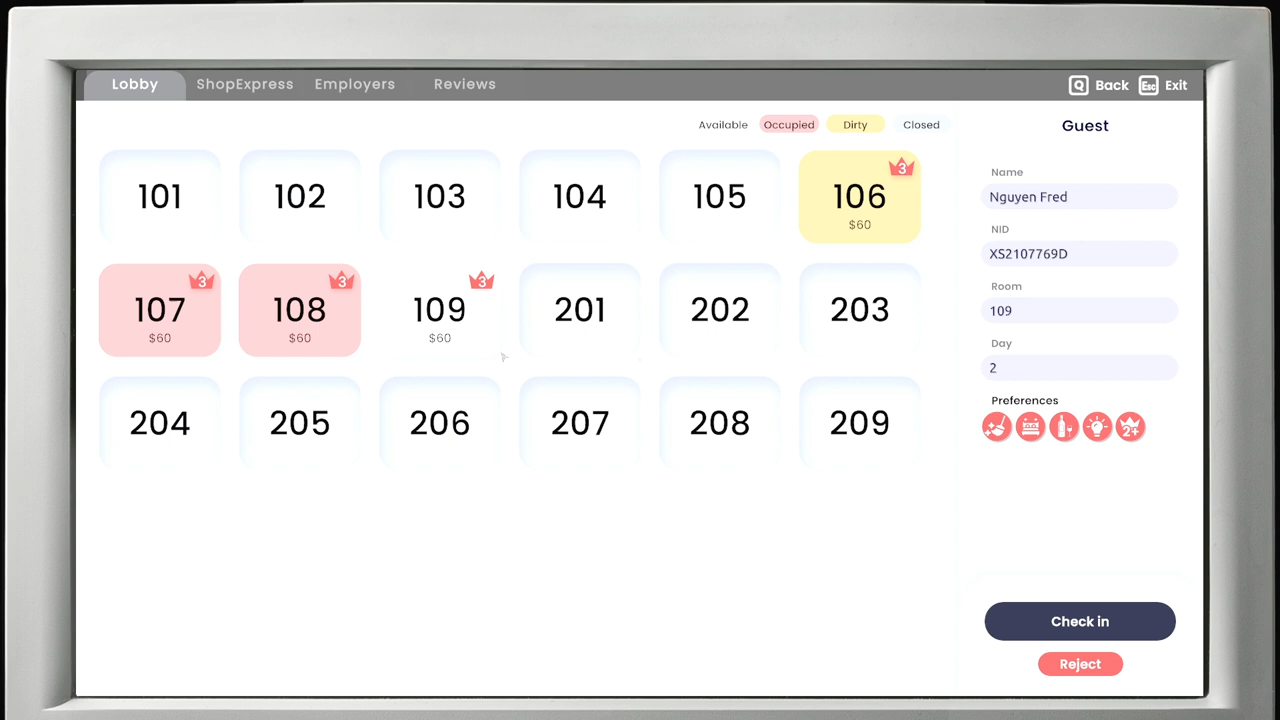 Lobby ShopExpress Employers Reviews Q Back Esc Exit
Available Occupied Dirty Closed
101 102 103 104 105 106
3
$60
107 108 109 201 202 203
3 3 3
$60 $60 $60
204 205 206 207 208 209
Guest
Name
Nguyen Fred
NID
XS2107769D
Room
109
Day
2
Preferences
2+
Check in
Reject